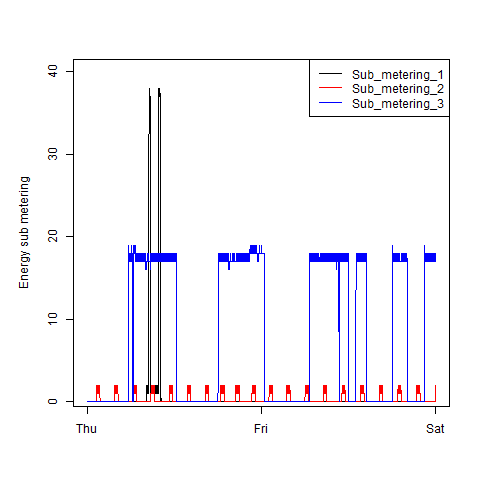 Sub_metering_1
Sub_metering_2
Sub_metering_3
Energy sub metering
40
30
20
10
0
Thu Fri Sat